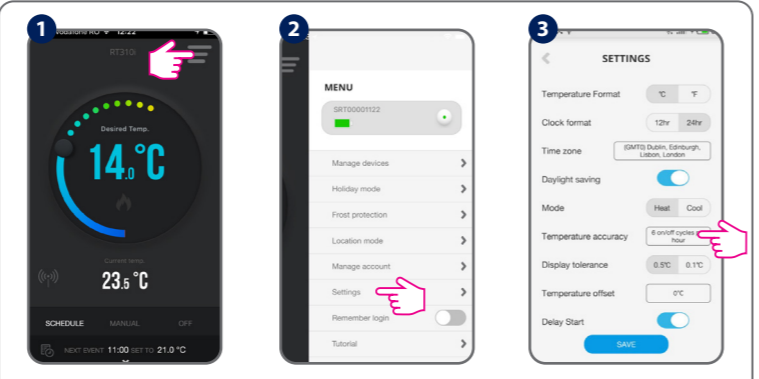 1
vodafone RO 12:22
RT310i
Desired Temp.
14.0°C
Current temp.
23.5 °C
SCHEDULE MANUAL OFF
NEXT EVENT 11:00 SET TO 21.0 °C
2
MENU
SRT00001122
Manage devices
Holiday mode
Frost protection
Location mode
Manage account
Settings
Remember login
Tutorial
3
SETTINGS
Temperature Format °C °F
Clock format 12hr 24hr
Time zone (GMT0) Dublin, Edinburgh,
Lisbon, London
Daylight saving
Mode Heat Cool
Temperature accuracy 6 on/off cycles
hour
Display tolerance 0.5°C 0.1°C
Temperature offset 0°C
Delay Start
SAVE